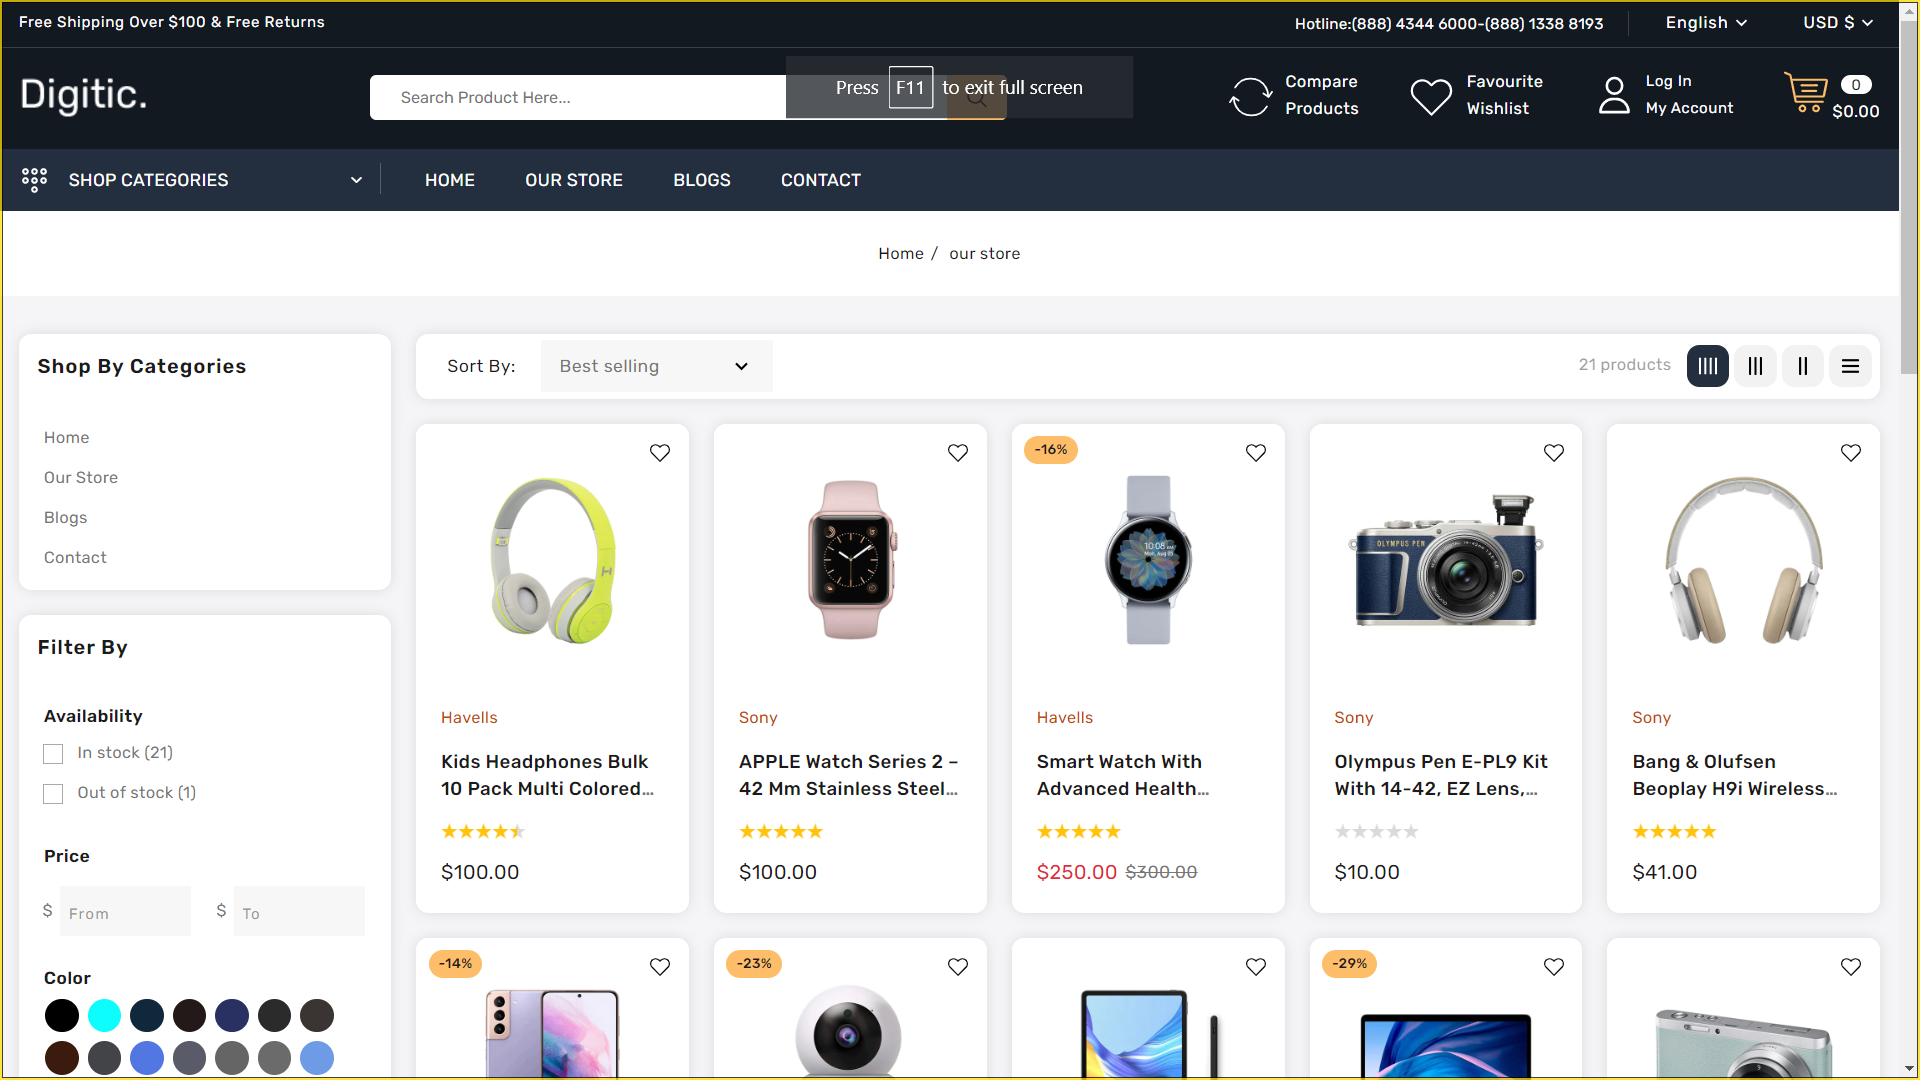 Free Shipping Over $100 & Free Returns
Hotline:(888) 4344 6000-(888) 1338 8193
English
USD $
Digitic.
Search Product Here...
Press F11 to exit full screen
Compare
Products
Favourite
Wishlist
Log In
My Account
0
$0.00
SHOP CATEGORIES
HOME
OUR STORE
BLOGS
CONTACT
Home / our store
Shop By Categories
Home
Our Store
Blogs
Contact
Filter By
Availability
In stock (21)
Out of stock (1)
Price
$ From
$ To
Color
Sort By:
Best selling
21 products
Havells
Kids Headphones Bulk
10 Pack Multi Colored...
$100.00
Sony
APPLE Watch Series 2 –
42 Mm Stainless Steel...
$100.00
-16%
10:08
Havells
Smart Watch With
Advanced Health...
$250.00 $300.00
OLYMPUS PEN
Sony
Olympus Pen E-PL9 Kit
With 14-42, EZ Lens,...
$10.00
Sony
Bang & Olufsen
Beoplay H9i Wireless...
$41.00
-14%
-23%
-29%